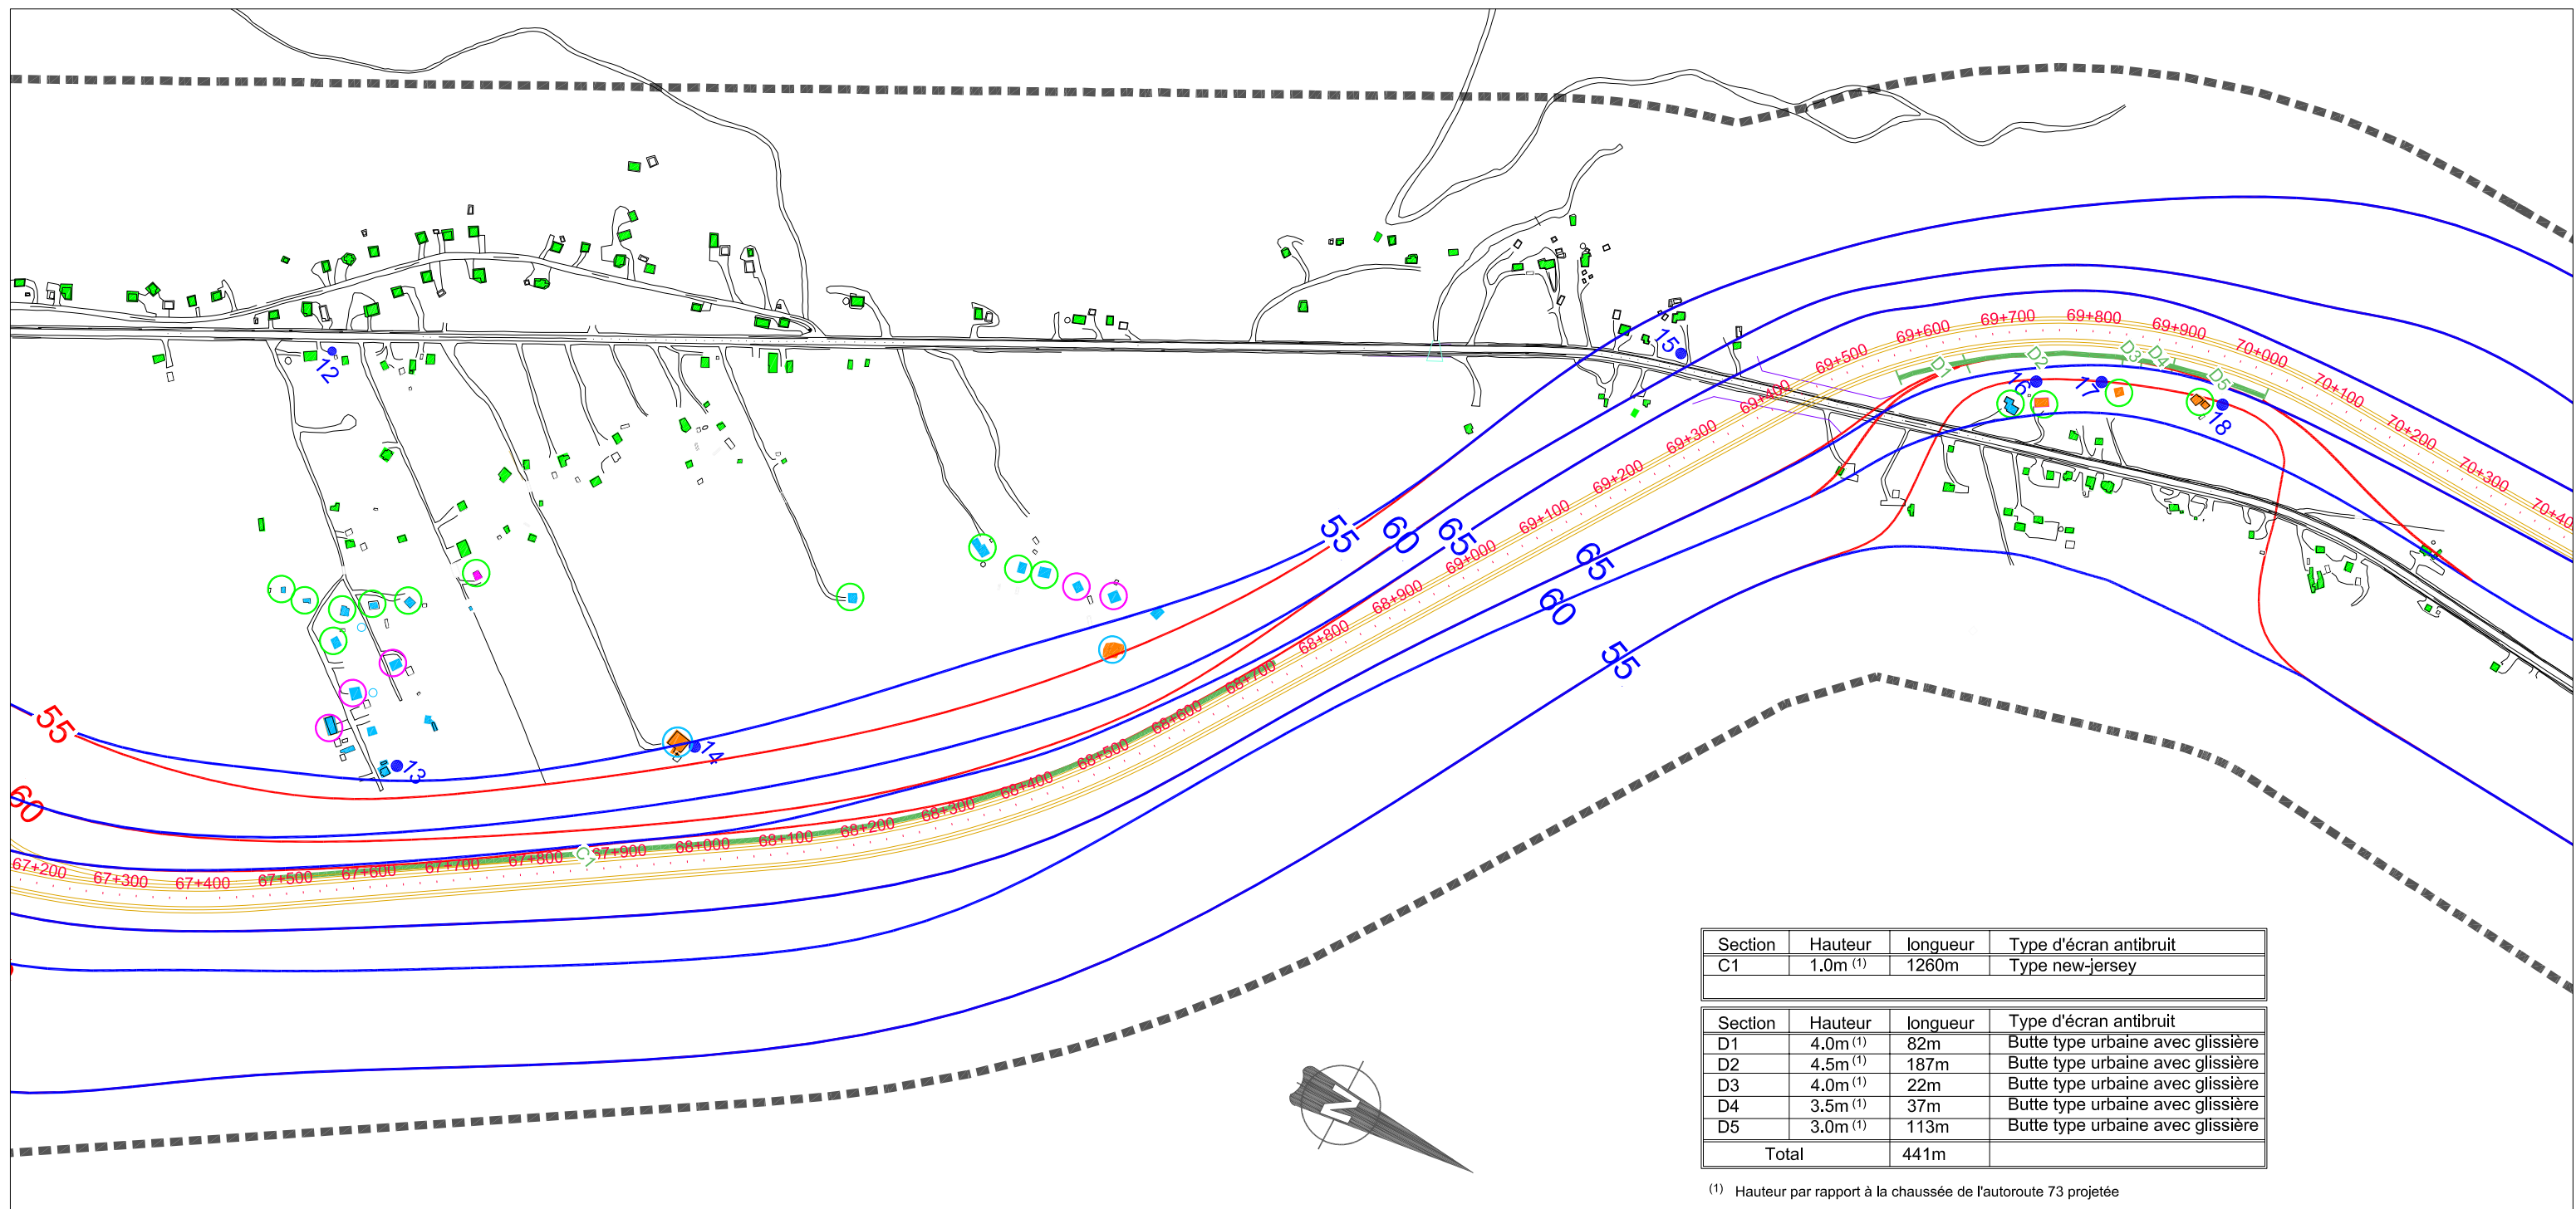 12
13
14
15
16
17
18
55
60
55
60
65
65
60
55
67+200
67+300
67+400
67+500
67+600
67+700
67+800
67+900
68+000
68+100
68+200
68+300
68+400
68+500
68+600
68+700
68+800
68+900
69+000
69+100
69+200
69+300
69+400
69+500
69+600
69+700
69+800
69+900
70+000
70+100
70+200
70+300
C1
D1
D2
D3
D4
D5
Section Hauteur longueur Type d'écran antibruit
C1 1.0m (1) 1260m Type new-jersey
Section Hauteur longueur Type d'écran antibruit
D1 4.0m (1) 82m Butte type urbaine avec glissière
D2 4.5m (1) 187m Butte type urbaine avec glissière
D3 4.0m (1) 22m Butte type urbaine avec glissière
D4 3.5m (1) 37m Butte type urbaine avec glissière
D5 3.0m (1) 113m Butte type urbaine avec glissière
Total 441m
(1) Hauteur par rapport à la chaussée de l'autoroute 73 projetée
N